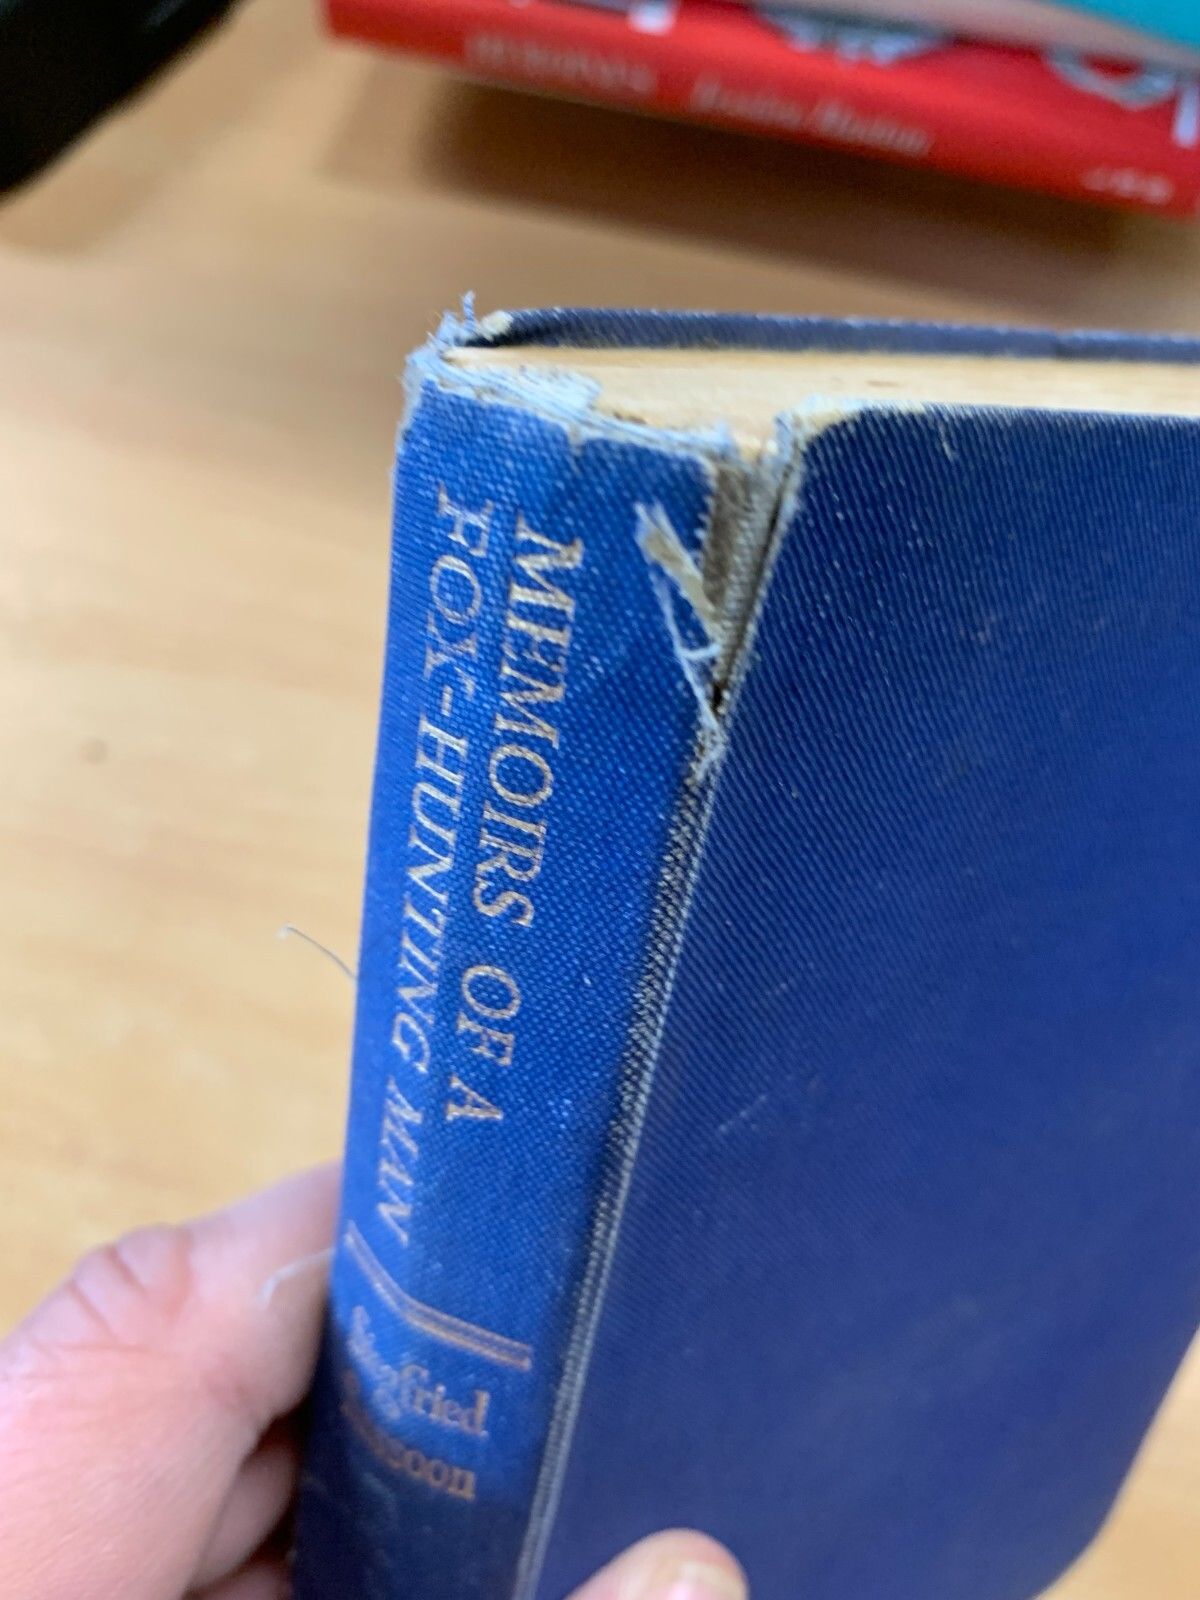 MEMOIRS OF A
FOX-HUNTING MAN
Siegfried
Sassoon